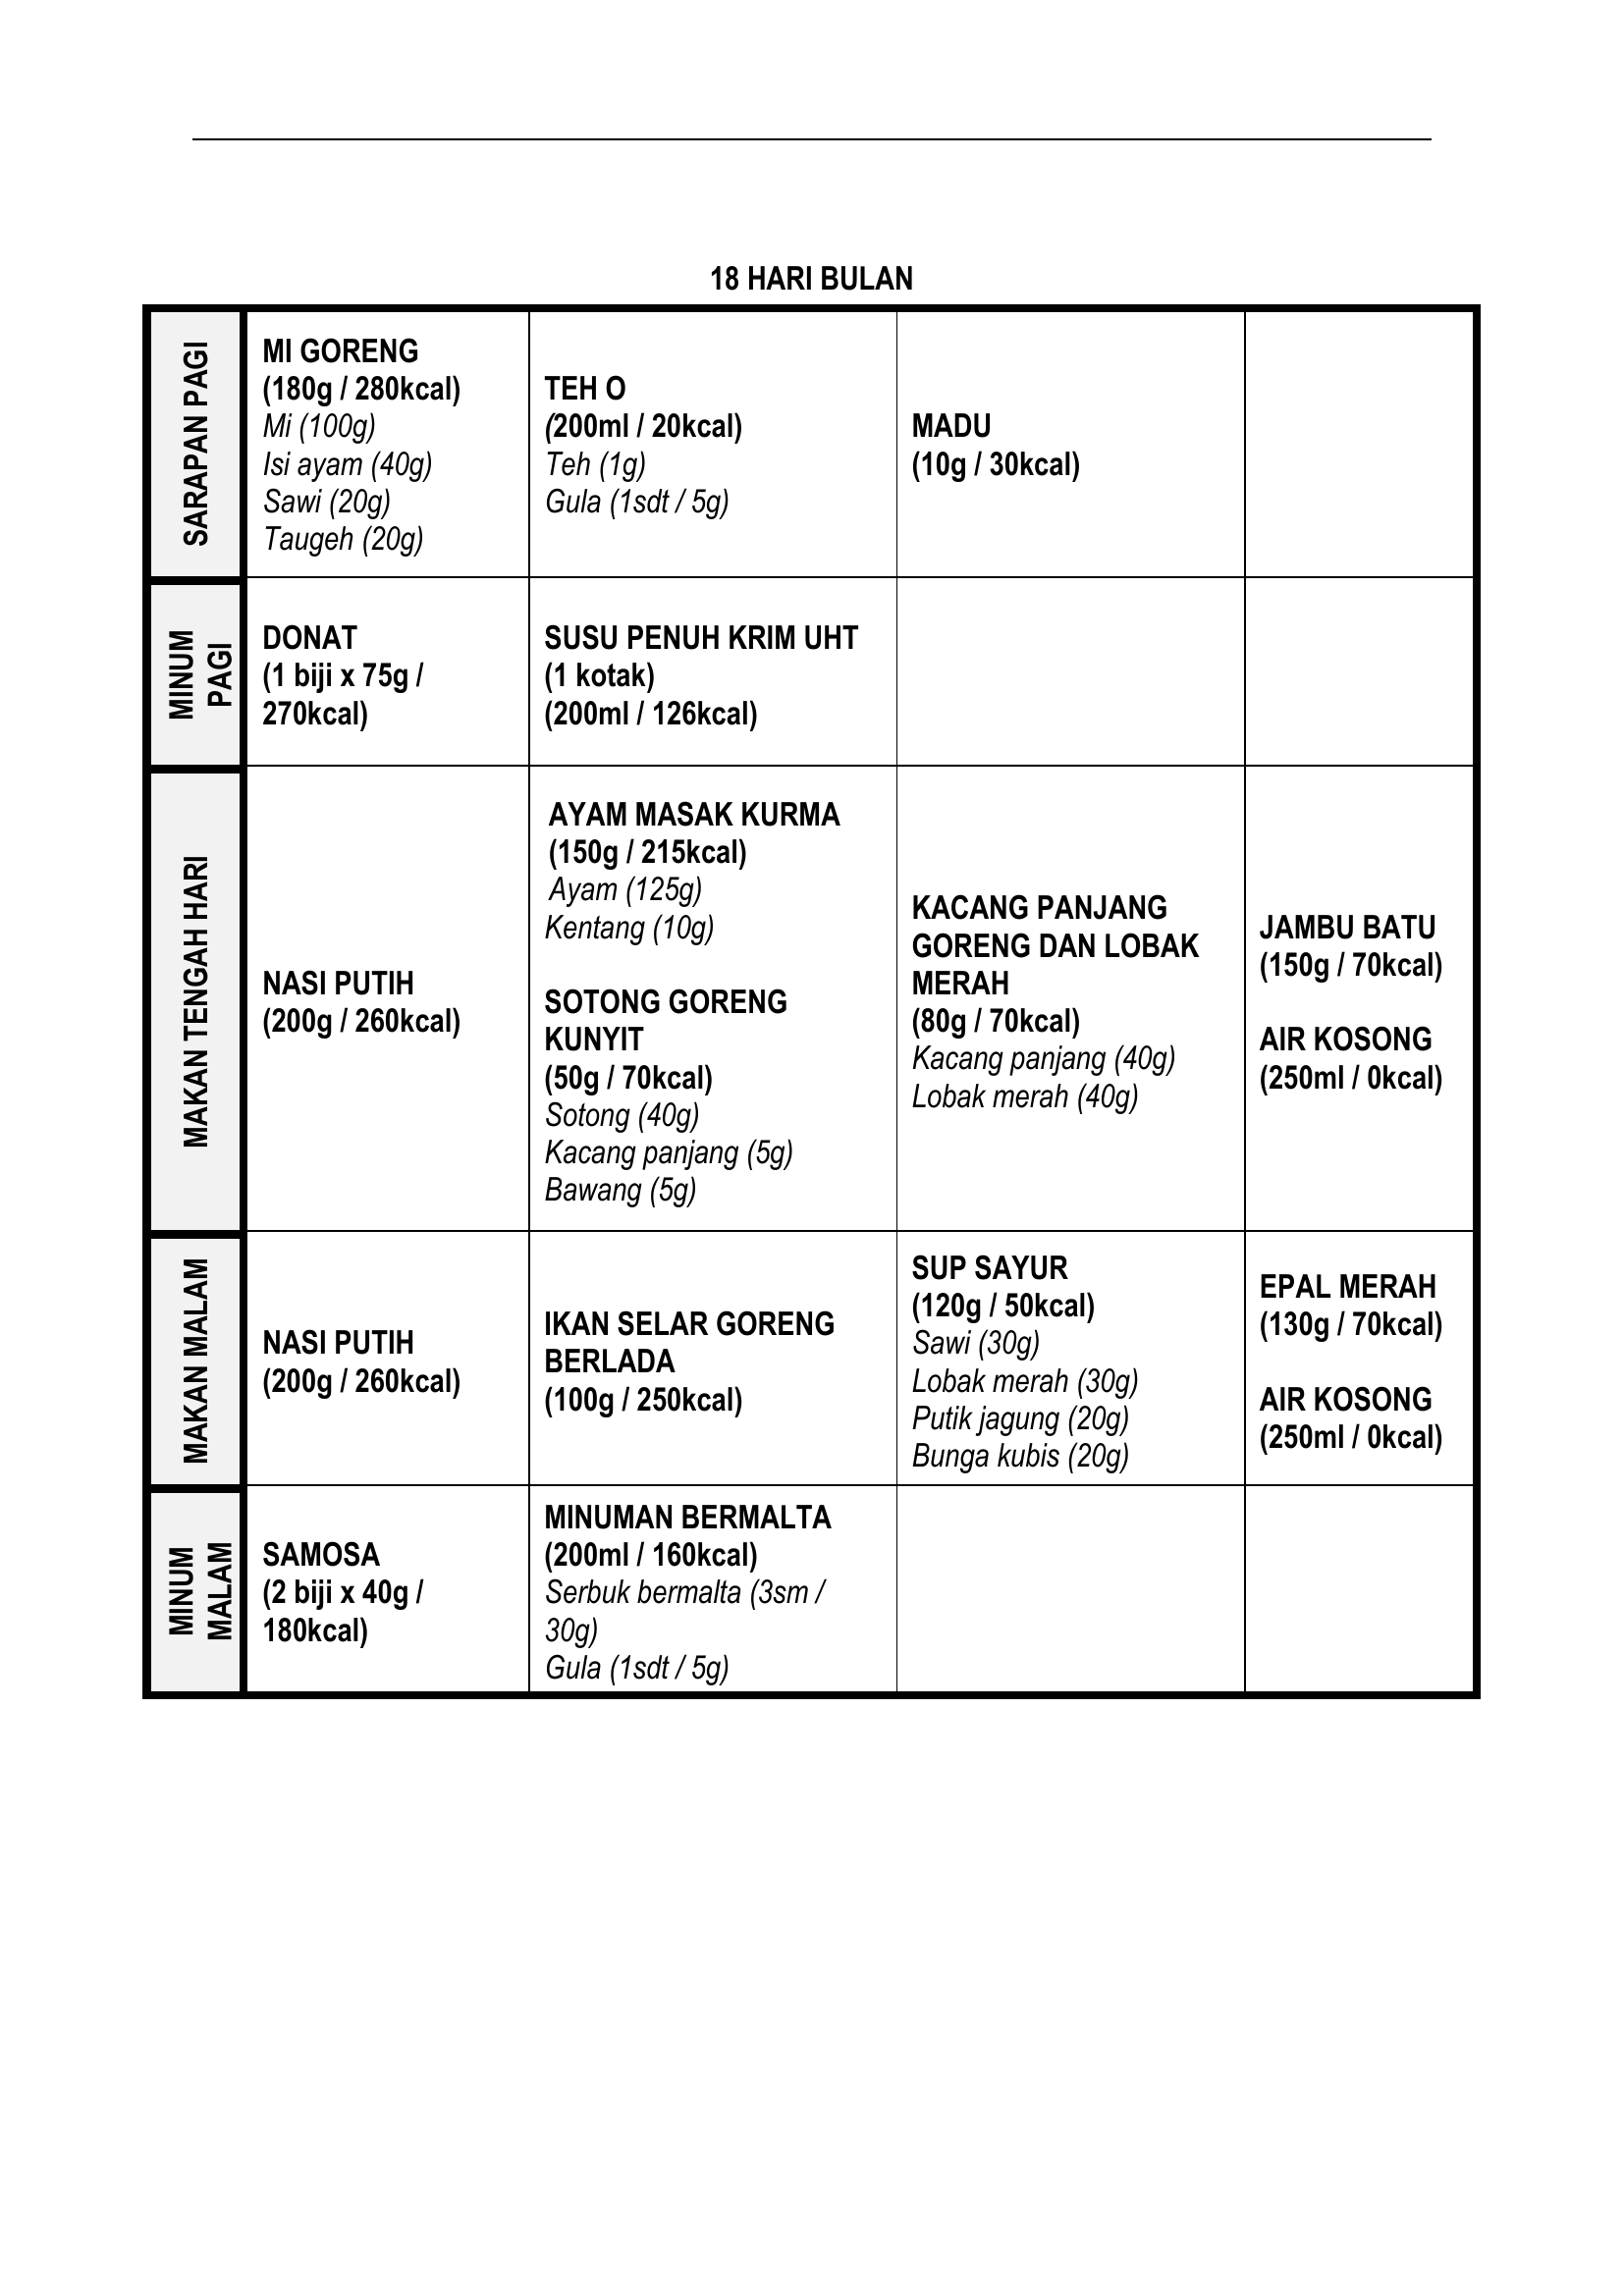 18 HARI BULAN
SARAPAN PAGI
MI GORENG
(180g / 280kcal)
Mi (100g)
Isi ayam (40g)
Sawi (20g)
Taugeh (20g)
TEH O
(200ml / 20kcal)
Teh (1g)
Gula (1sdt / 5g)
MADU
(10g / 30kcal)
MINUM
PAGI
DONAT
(1 biji x 75g /
270kcal)
SUSU PENUH KRIM UHT
(1 kotak)
(200ml / 126kcal)
MAKAN TENGAH HARI
NASI PUTIH
(200g / 260kcal)
AYAM MASAK KURMA
(150g / 215kcal)
Ayam (125g)
Kentang (10g)
SOTONG GORENG
KUNYIT
(50g / 70kcal)
Sotong (40g)
Kacang panjang (5g)
Bawang (5g)
KACANG PANJANG
GORENG DAN LOBAK
MERAH
(80g / 70kcal)
Kacang panjang (40g)
Lobak merah (40g)
JAMBU BATU
(150g / 70kcal)
AIR KOSONG
(250ml / 0kcal)
MAKAN MALAM
NASI PUTIH
(200g / 260kcal)
IKAN SELAR GORENG
BERLADA
(100g / 250kcal)
SUP SAYUR
(120g / 50kcal)
Sawi (30g)
Lobak merah (30g)
Putik jagung (20g)
Bunga kubis (20g)
EPAL MERAH
(130g / 70kcal)
AIR KOSONG
(250ml / 0kcal)
MINUM
MALAM
SAMOSA
(2 biji x 40g /
180kcal)
MINUMAN BERMALTA
(200ml / 160kcal)
Serbuk bermalta (3sm /
30g)
Gula (1sdt / 5g)